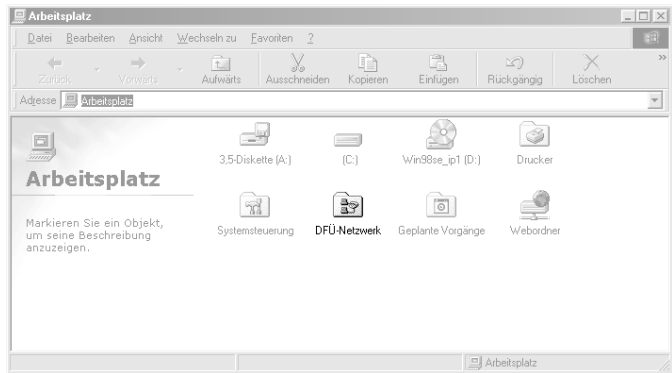 Arbeitsplatz
Datei Bearbeiten Ansicht Wechseln zu Favoriten ?
Zurück Vorwärts Aufwärts Ausschneiden Kopieren Einfügen Rückgängig Löschen »
Adresse Arbeitsplatz
3,5-Diskette (A:) (C:) Win98se_ip1 (D:) Drucker
Arbeitsplatz
Systemsteuerung DFÜ-Netzwerk Geplante Vorgänge Webordner
Markieren Sie ein Objekt,
um seine Beschreibung
anzuzeigen.
Arbeitsplatz